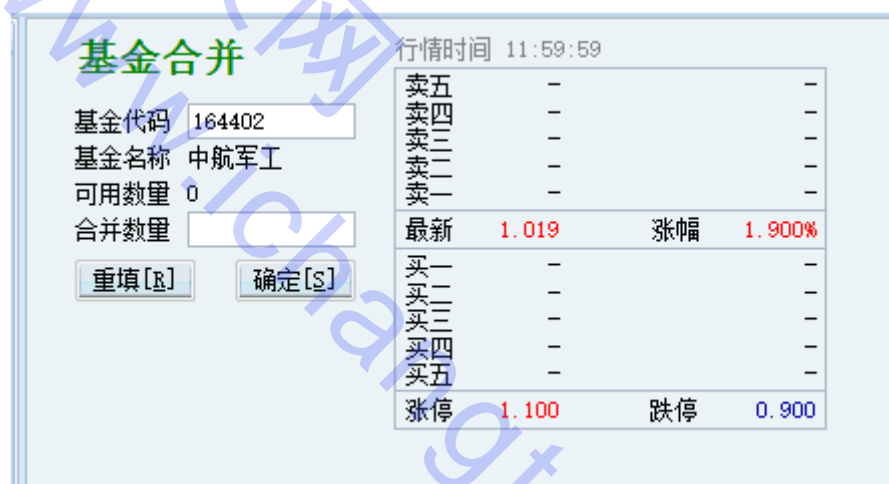 基金合并
行情时间 11:59:59
基金代码 164402
基金名称 中航军工
可用数量 0
合并数量
重填[R] 确定[S]
卖五 - -
卖四 - -
卖三 - -
卖二 - -
卖一 - -
最新 1.019 涨幅 1.900%
买一 - -
买二 - -
买三 - -
买四 - -
买五 - -
涨停 1.100 跌停 0.900
www.lchangt
网